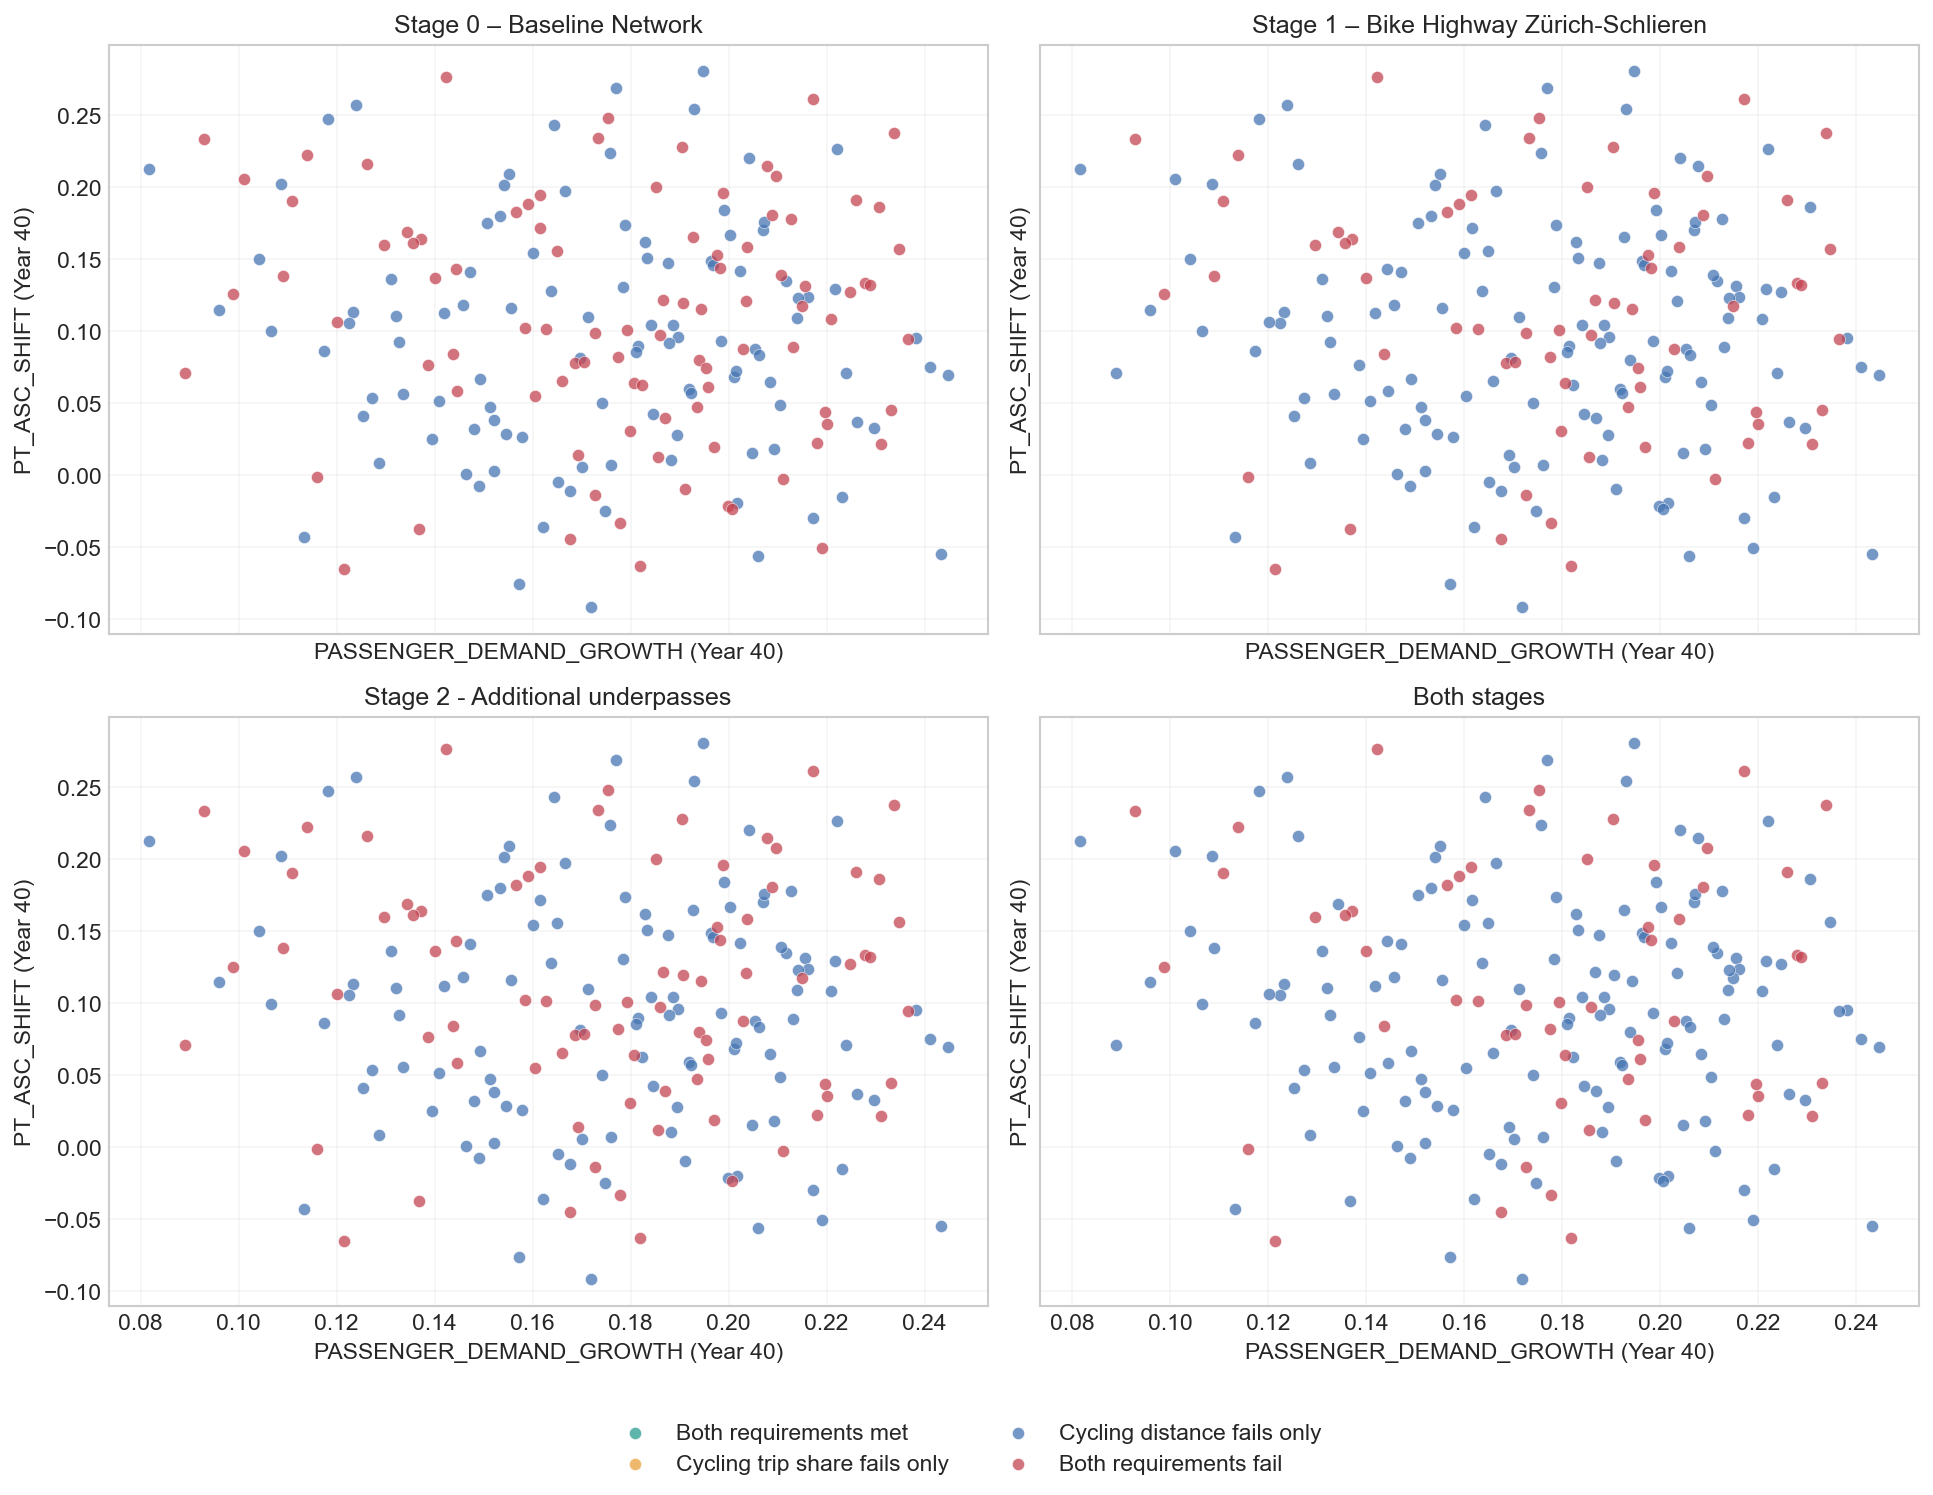 Stage 0 – Baseline Network
Stage 1 – Bike Highway Zürich-Schlieren
PT_ASC_SHIFT (Year 40)
0.25
0.20
0.15
0.10
0.05
0.00
−0.05
−0.10
PT_ASC_SHIFT (Year 40)
PASSENGER_DEMAND_GROWTH (Year 40)
PASSENGER_DEMAND_GROWTH (Year 40)
Stage 2 - Additional underpasses
Both stages
PT_ASC_SHIFT (Year 40)
0.25
0.20
0.15
0.10
0.05
0.00
−0.05
−0.10
PT_ASC_SHIFT (Year 40)
0.08 0.10 0.12 0.14 0.16 0.18 0.20 0.22 0.24
0.08 0.10 0.12 0.14 0.16 0.18 0.20 0.22 0.24
PASSENGER_DEMAND_GROWTH (Year 40)
PASSENGER_DEMAND_GROWTH (Year 40)
Both requirements met
Cycling trip share fails only
Cycling distance fails only
Both requirements fail